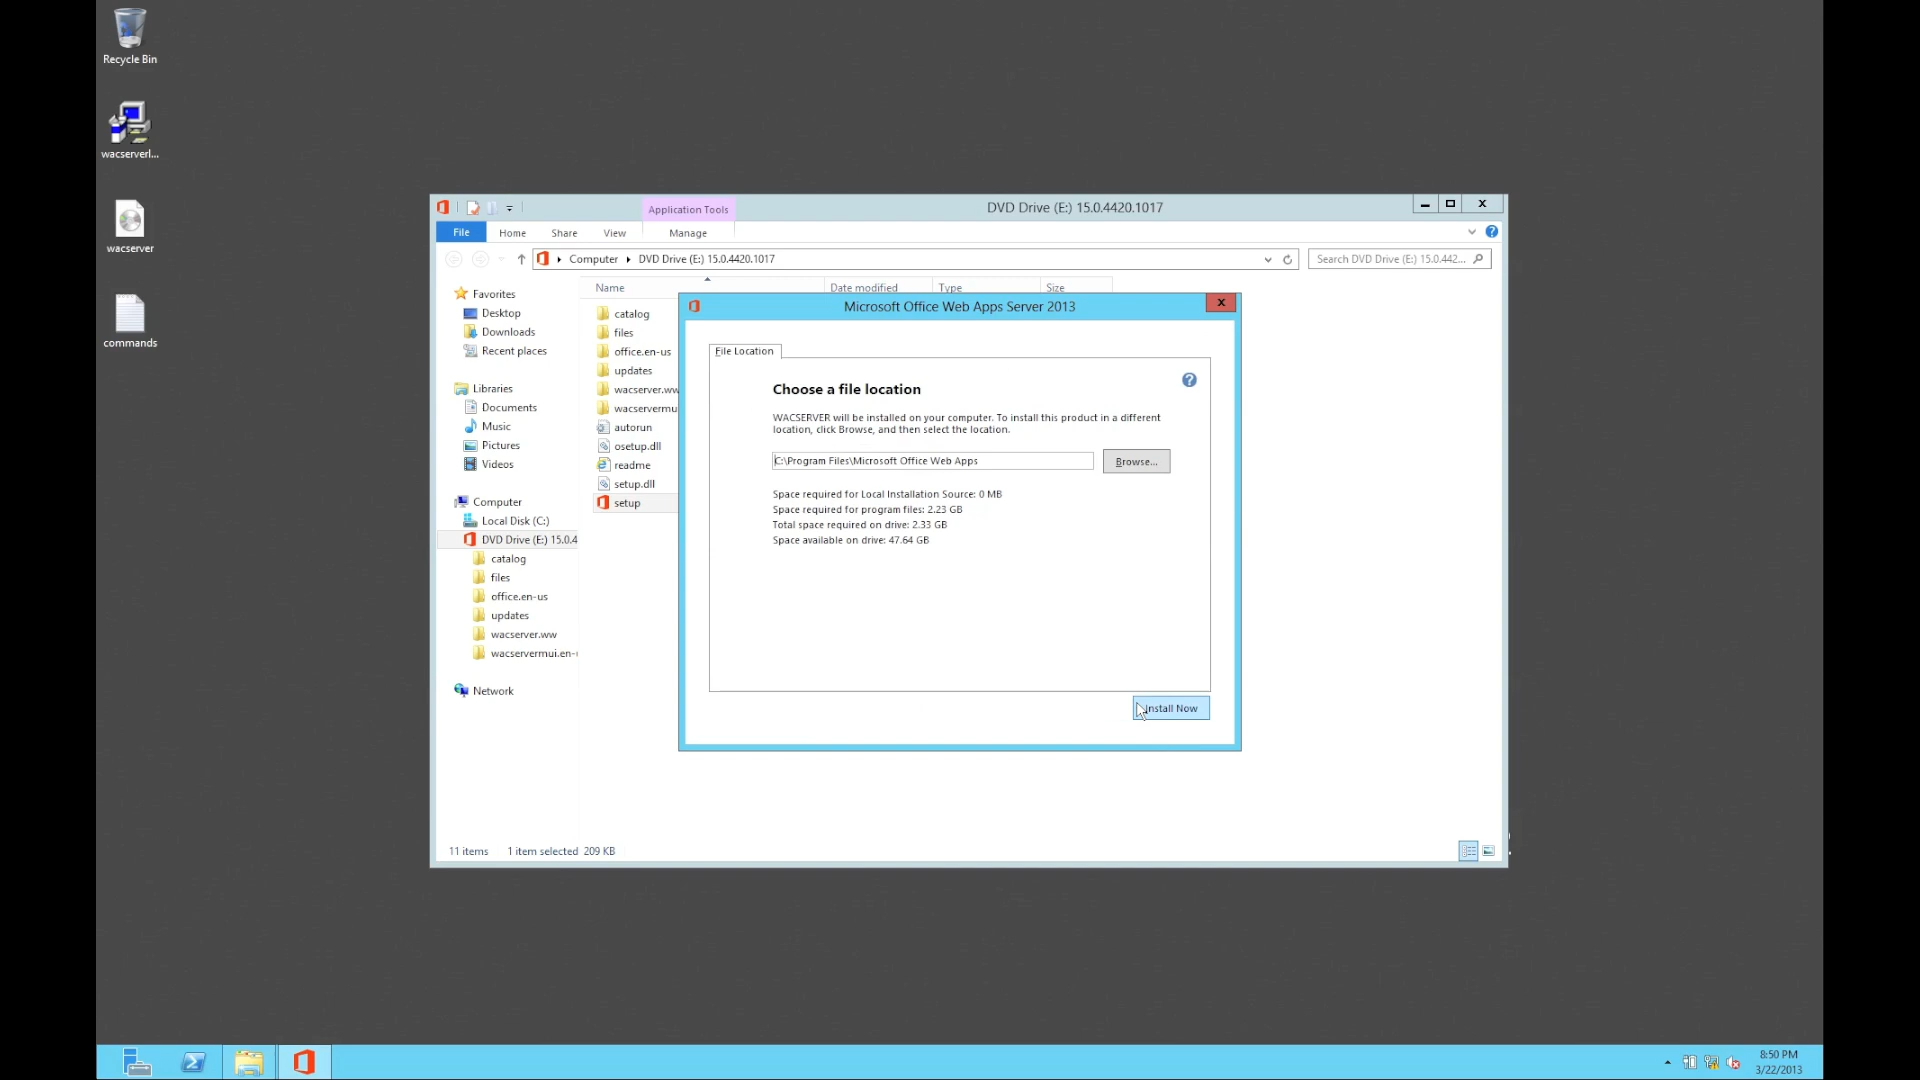 Recycle Bin
wacserverl...
wacserver
commands
Application Tools
DVD Drive (E:) 15.0.4420.1017
File
Home
Share
View
Manage
Computer
DVD Drive (E:) 15.0.4420.1017
Search DVD Drive (E:) 15.0.442...
Favorites
Desktop
Downloads
Recent places
Libraries
Documents
Music
Pictures
Videos
Computer
Local Disk (C:)
DVD Drive (E:) 15.0.4
catalog
files
office.en-us
updates
wacserver.ww
wacservermui.en-
Network
Name
Date modified
Type
Size
catalog
files
office.en-us
updates
wacserver.ww
wacservermu
autorun
osetup.dll
readme
setup.dll
setup
Microsoft Office Web Apps Server 2013
File Location
Choose a file location
WACSERVER will be installed on your computer. To install this product in a different
location, click Browse, and then select the location.
C:\Program Files\Microsoft Office Web Apps
Browse...
Space required for Local Installation Source: 0 MB
Space required for program files: 2.23 GB
Total space required on drive: 2.33 GB
Space available on drive: 47.64 GB
Install Now
11 items
1 item selected 209 KB
8:50 PM
3/22/2013